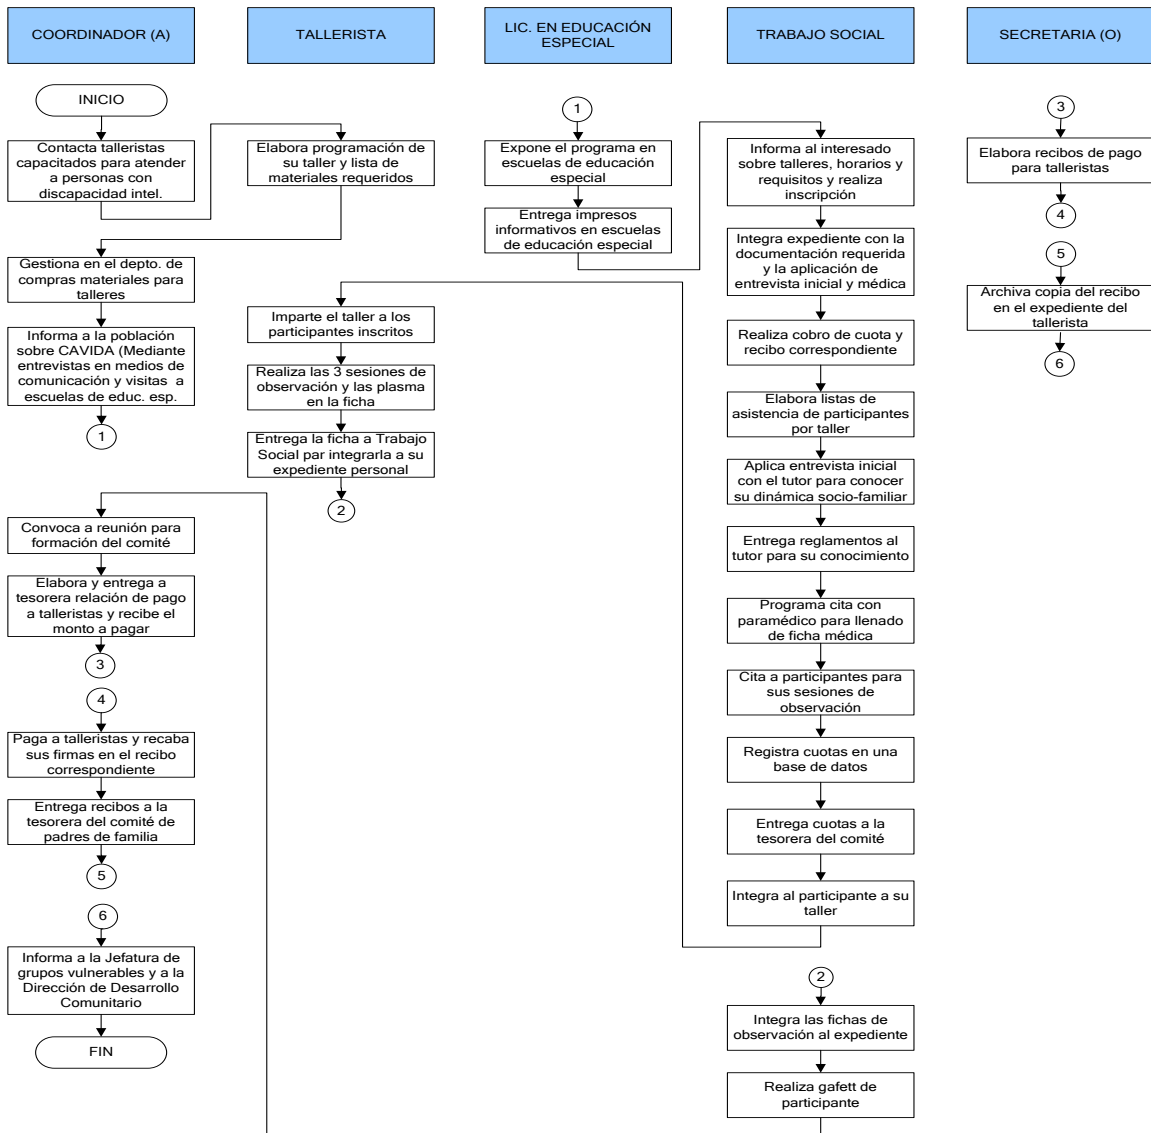 COORDINADOR (A)
TALLERISTA
LIC. EN EDUCACIÓN
ESPECIAL
TRABAJO SOCIAL
SECRETARIA (O)
INICIO
Contacta talleristas
capacitados para atender
a personas con
discapacidad intel.
Gestiona en el depto. de
compras materiales para
talleres
Informa a la población
sobre CAVIDA (Mediante
entrevistas en medios de
comunicación y visitas a
escuelas de educ. esp.
1
Convoca a reunión para
formación del comité
Elabora y entrega a
tesorera relación de pago
a talleristas y recibe el
monto a pagar
3
4
Paga a talleristas y recaba
sus firmas en el recibo
correspondiente
Entrega recibos a la
tesorera del comité de
padres de familia
5
6
Informa a la Jefatura de
grupos vulnerables y a la
Dirección de Desarrollo
Comunitario
FIN
Elabora programación de
su taller y lista de
materiales requeridos
Imparte el taller a los
participantes inscritos
Realiza las 3 sesiones de
observación y las plasma
en la ficha
Entrega la ficha a Trabajo
Social par integrarla a su
expediente personal
2
1
Expone el programa en
escuelas de educación
especial
Entrega impresos
informativos en escuelas
de educación especial
Informa al interesado
sobre talleres, horarios y
requisitos y realiza
inscripción
Integra expediente con la
documentación requerida
y la aplicación de
entrevista inicial y médica
Realiza cobro de cuota y
recibo correspondiente
Elabora listas de
asistencia de participantes
por taller
Aplica entrevista inicial
con el tutor para conocer
su dinámica socio-familiar
Entrega reglamentos al
tutor para su conocimiento
Programa cita con
paramédico para llenado
de ficha médica
Cita a participantes para
sus sesiones de
observación
Registra cuotas en una
base de datos
Entrega cuotas a la
tesorera del comité
Integra al participante a su
taller
2
Integra las fichas de
observación al expediente
Realiza gafett de
participante
3
Elabora recibos de pago
para talleristas
4
5
Archiva copia del recibo
en el expediente del
tallerista
6